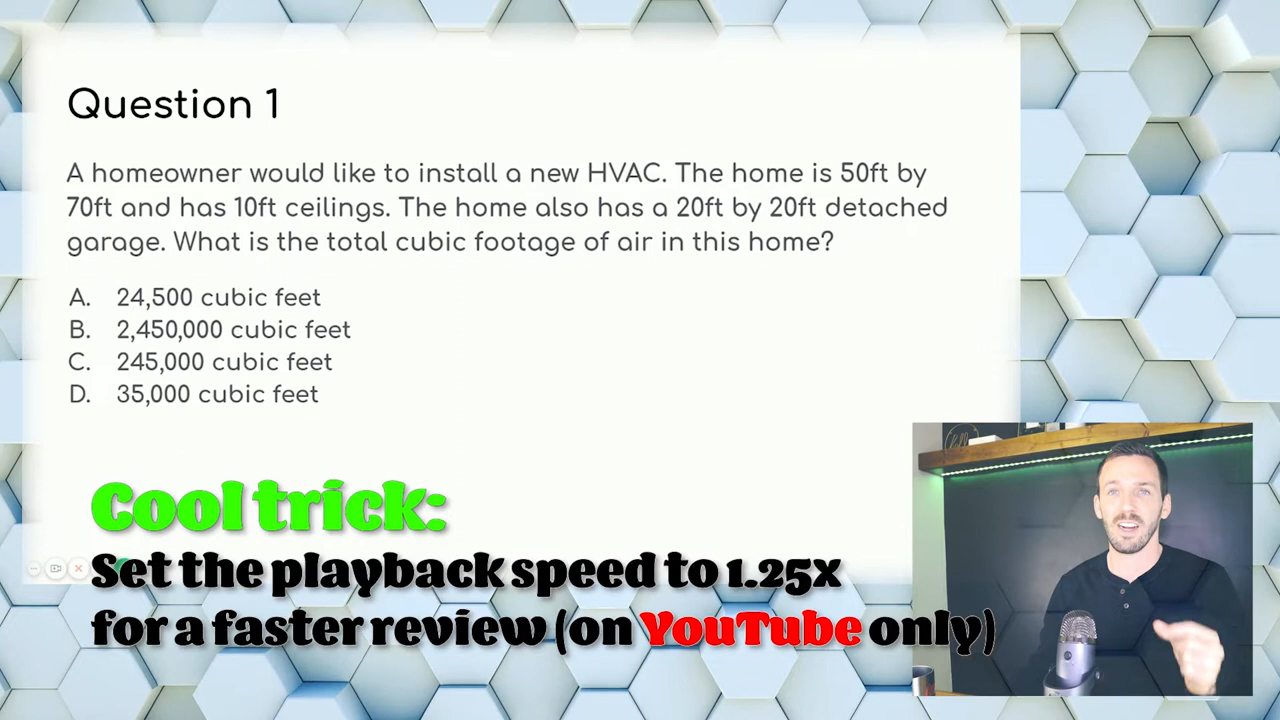 Question 1
A homeowner would like to install a new HVAC. The home is 50ft by
70ft and has 10ft ceilings. The home also has a 20ft by 20ft detached
garage. What is the total cubic footage of air in this home?
A. 24,500 cubic feet
B. 2,450,000 cubic feet
C. 245,000 cubic feet
D. 35,000 cubic feet
Cool trick:
Set the playback speed to 1.25x
for a faster review (on YouTube only)